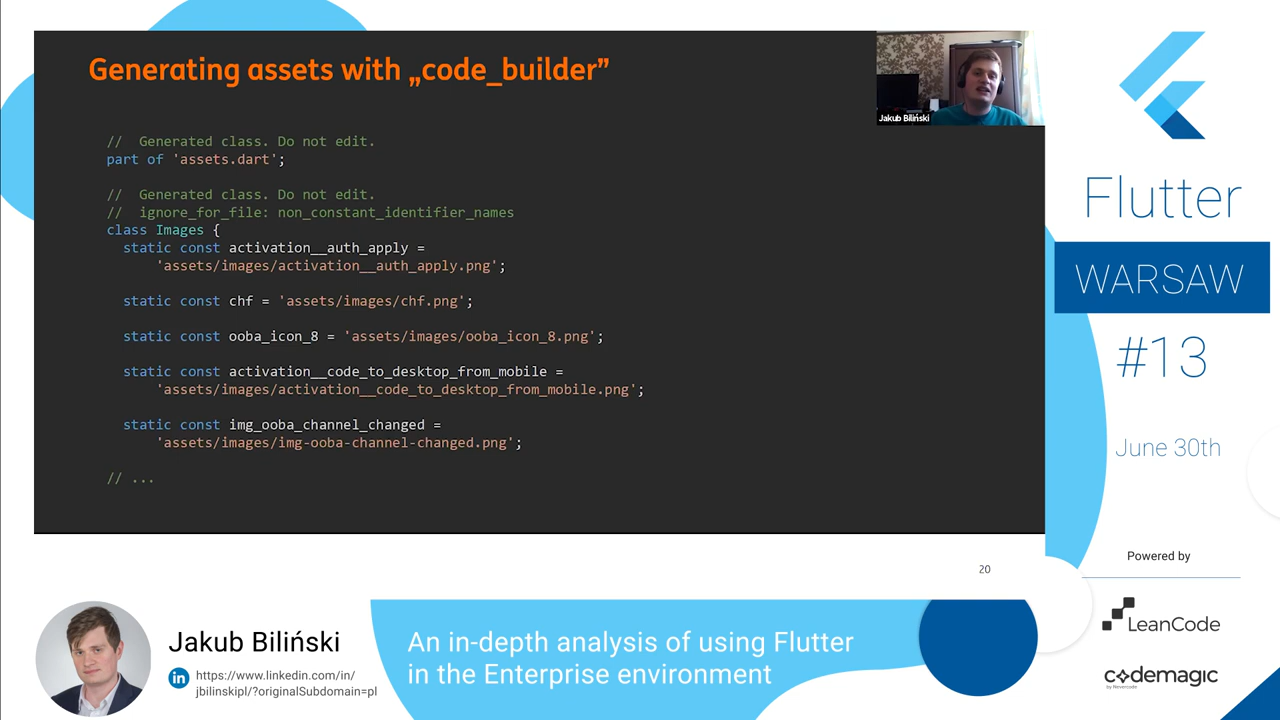 Generating assets with „code_builder”
Jakub Biliński
//  Generated class. Do not edit.
part of 'assets.dart';
//  Generated class. Do not edit.
//  ignore_for_file: non_constant_identifier_names
class Images {
static const activation__auth_apply =
'assets/images/activation__auth_apply.png';
static const chf = 'assets/images/chf.png';
static const ooba_icon_8 = 'assets/images/ooba_icon_8.png';
static const activation__code_to_desktop_from_mobile =
'assets/images/activation__code_to_desktop_from_mobile.png';
static const img_ooba_channel_changed =
'assets/images/img-ooba-channel-changed.png';
// ...
20
Flutter
WARSAW
#13
June 30th
Powered by
LeanCode
codemagic
by Nevercode
Jakub Biliński
in
https://www.linkedin.com/in/
jbilinskipl/?originalSubdomain=pl
An in-depth analysis of using Flutter
in the Enterprise environment